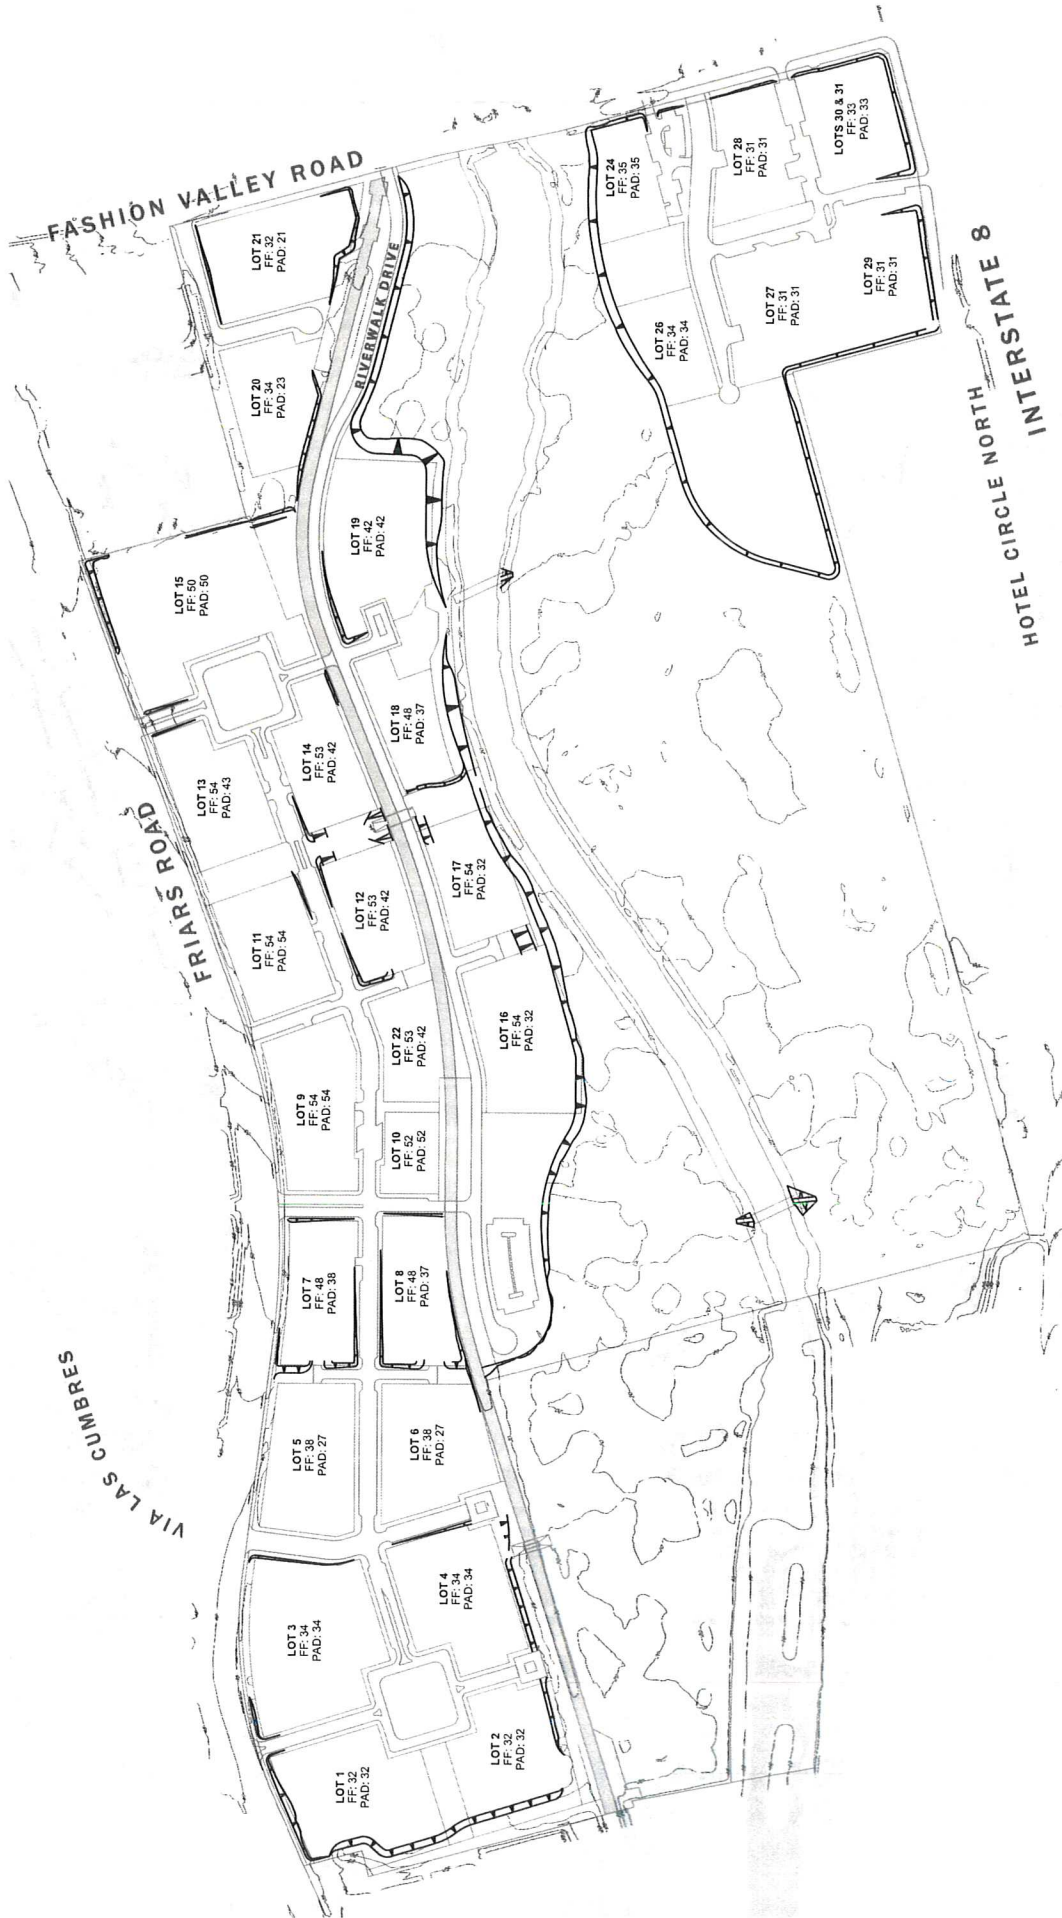 FASHION VALLEY ROAD
LOT 21
FF: 32
PAD: 21
RIVERWALK DRIVE
LOT 20
FF: 34
PAD: 23
LOT 24
FF: 35
PAD: 35
LOT 28
FF: 31
PAD: 31
LOTS 30 & 31
FF: 33
PAD: 33
LOT 26
FF: 34
PAD: 34
LOT 27
FF: 31
PAD: 31
LOT 29
FF: 31
PAD: 31
HOTEL CIRCLE NORTH
INTERSTATE 8
LOT 15
FF: 50
PAD: 50
LOT 19
FF: 42
PAD: 42
FRIARS ROAD
LOT 13
FF: 54
PAD: 43
LOT 14
FF: 53
PAD: 42
LOT 18
FF: 48
PAD: 37
LOT 11
FF: 54
PAD: 54
LOT 12
FF: 53
PAD: 42
LOT 17
FF: 54
PAD: 32
LOT 9
FF: 54
PAD: 54
LOT 22
FF: 53
PAD: 42
LOT 16
FF: 54
PAD: 32
LOT 10
FF: 52
PAD: 52
LOT 7
FF: 48
PAD: 38
LOT 8
FF: 48
PAD: 37
VIA LAS CUMBRES
LOT 5
FF: 38
PAD: 27
LOT 6
FF: 38
PAD: 27
LOT 3
FF: 34
PAD: 34
LOT 4
FF: 34
PAD: 34
LOT 1
FF: 32
PAD: 32
LOT 2
FF: 32
PAD: 32